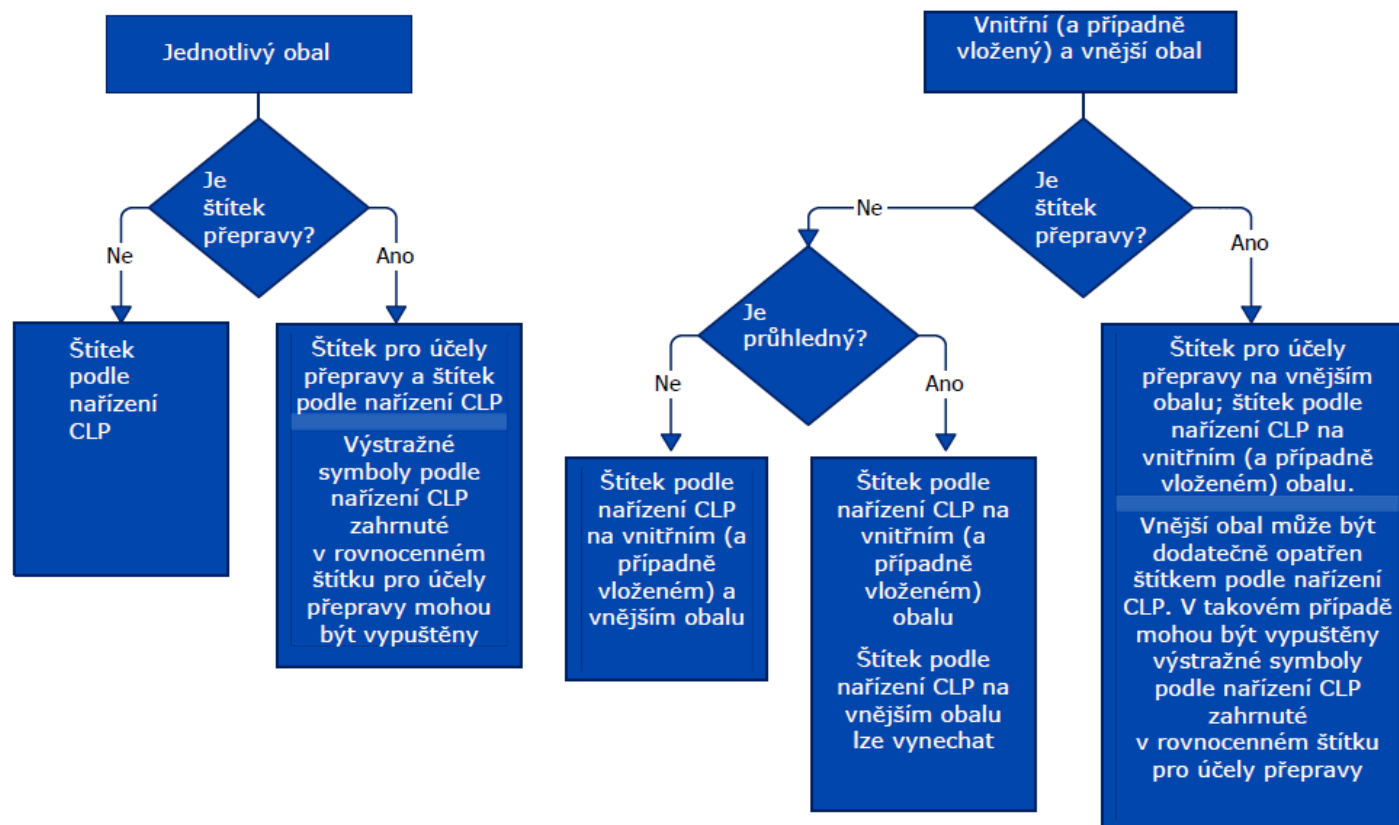 Jednotlivý obal
Je
štítek
přepravy?
Ne
Ano
Štítek
podle
nařízení
CLP
Štítek pro účely
přepravy a štítek
podle nařízení CLP
Výstražné
symboly podle
nařízení CLP
zahrnuté
v rovnocenném
štítku pro účely
přepravy mohou
být vypuštěny
Vnitřní (a případně
vložený) a vnější obal
Je
štítek
přepravy?
Ne
Ano
Je
průhledný?
Ne
Ano
Štítek podle
nařízení CLP
na vnitřním (a
případně
vloženém) a
vnějším obalu
Štítek podle
nařízení CLP na
vnitřním (a
případně
vloženém)
obalu
Štítek podle
nařízení CLP na
vnějším obalu
lze vynechat
Štítek pro účely
přepravy na vnějším
obalu; štítek podle
nařízení CLP na
vnitřním (a případně
vloženém) obalu.
Vnější obal může být
dodatečně opatřen
štítkem podle nařízení
CLP. V takovém případě
mohou být vypuštěny
výstražné symboly
podle nařízení CLP
zahrnuté
v rovnocenném štítku
pro účely přepravy